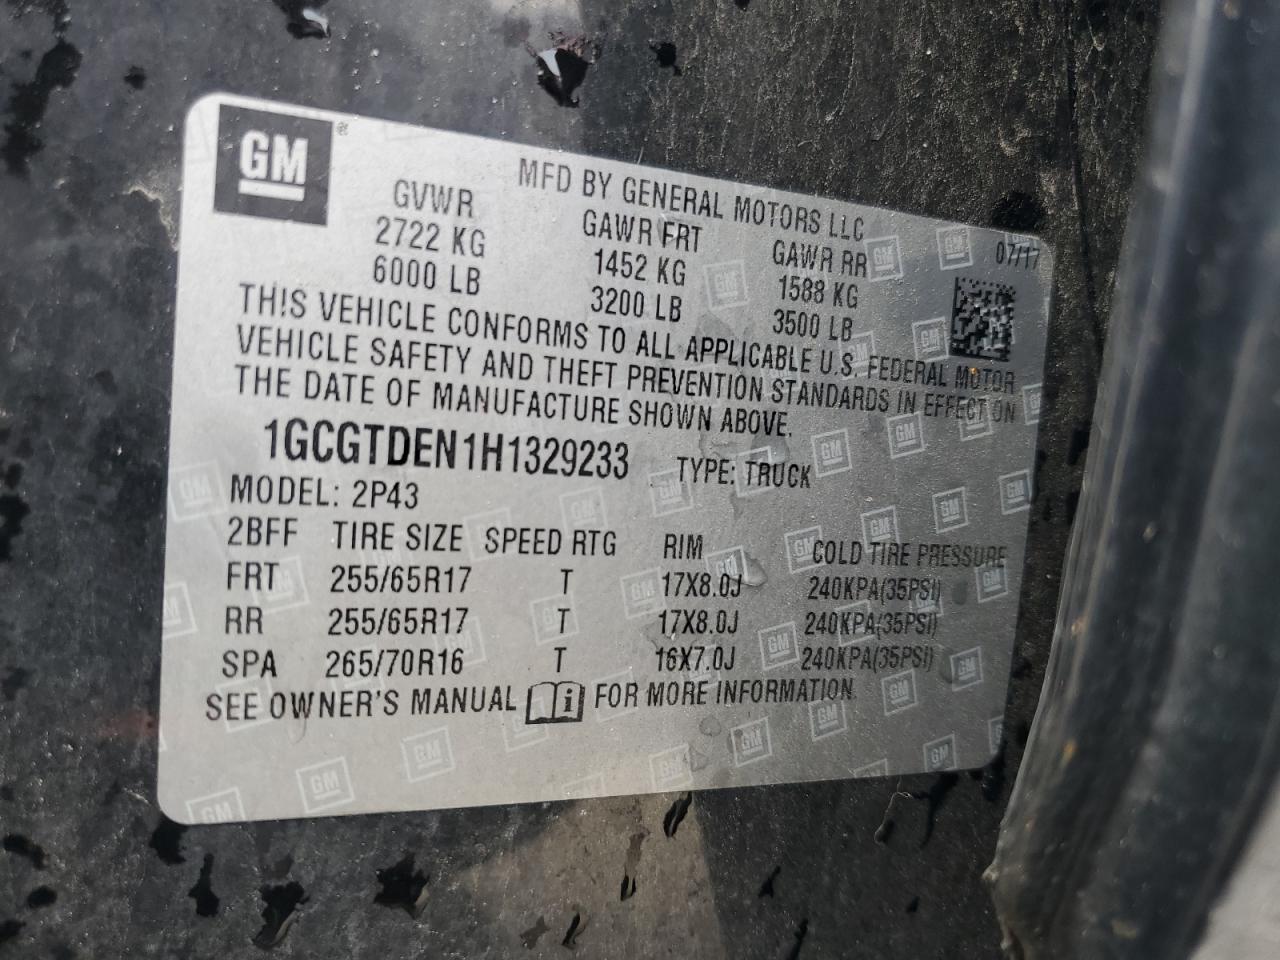 GM ®
MFD BY GENERAL MOTORS LLC
GVWR GAWR FRT GAWR RR 07/17
2722 KG 1452 KG 1588 KG
6000 LB 3200 LB 3500 LB
THIS VEHICLE CONFORMS TO ALL APPLICABLE U.S. FEDERAL MOTOR
VEHICLE SAFETY AND THEFT PREVENTION STANDARDS IN EFFECT ON
THE DATE OF MANUFACTURE SHOWN ABOVE.
1GCGTDEN1H1329233 TYPE: TRUCK
MODEL: 2P43
2BFF TIRE SIZE SPEED RTG RIM COLD TIRE PRESSURE
FRT 255/65R17 T 17X8.0J 240KPA(35PSI)
RR 255/65R17 T 17X8.0J 240KPA(35PSI)
SPA 265/70R16 T 16X7.0J 240KPA(35PSI)
SEE OWNER'S MANUAL i FOR MORE INFORMATION